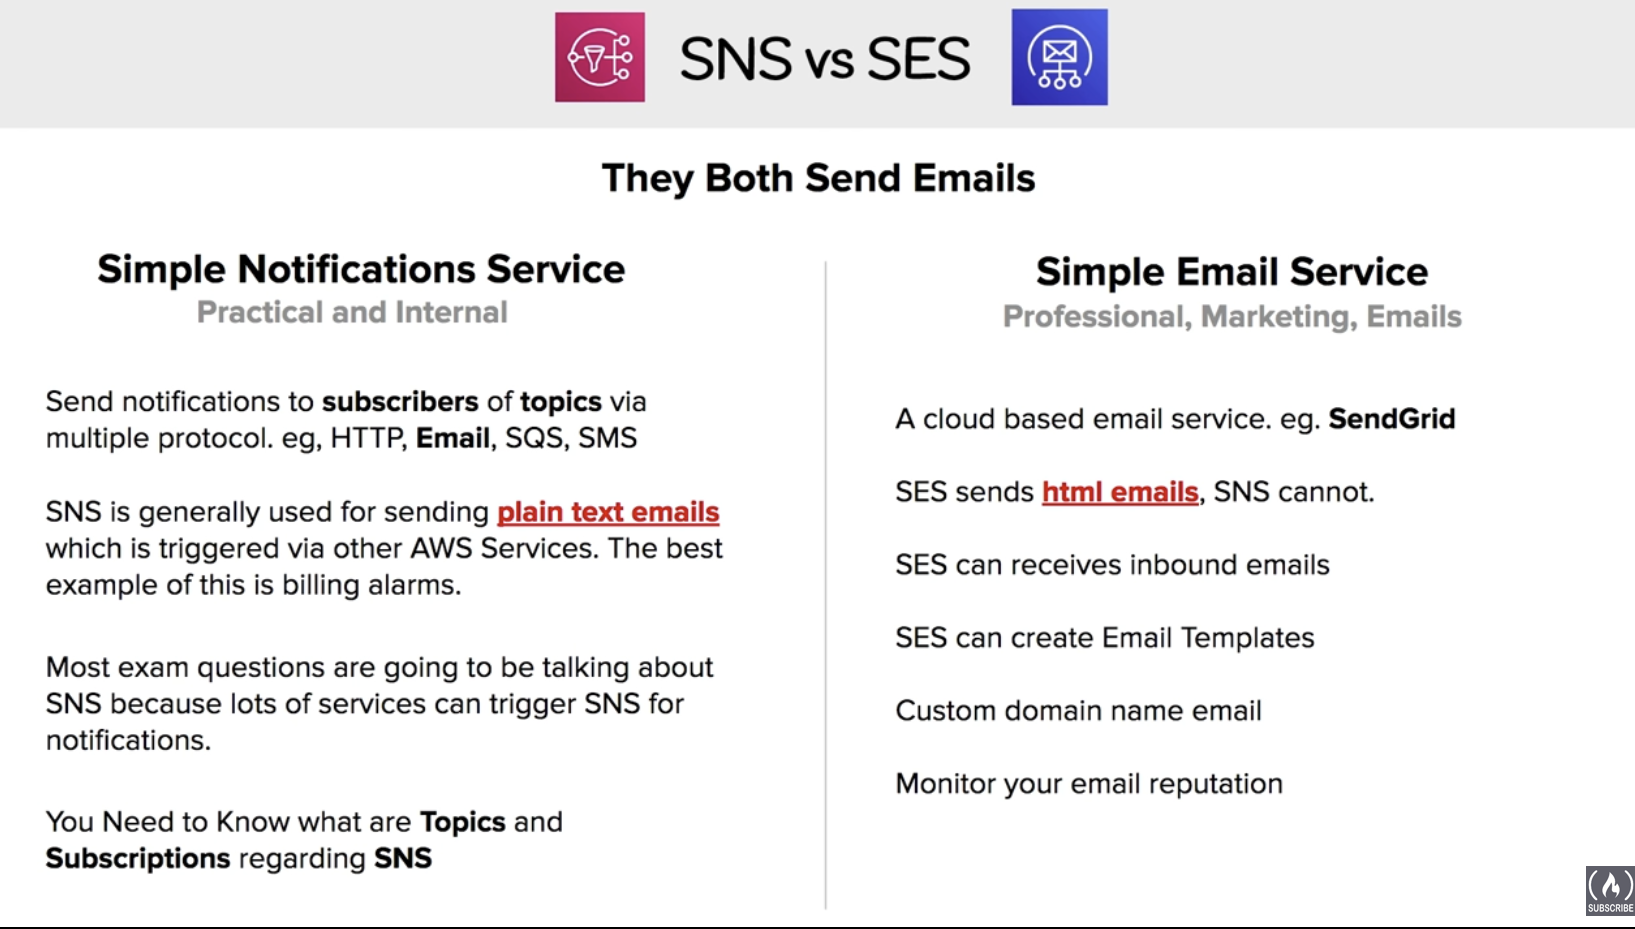 SNS vs SES
They Both Send Emails
Simple Notifications Service
Practical and Internal
Send notifications to subscribers of topics via
multiple protocol. eg, HTTP, Email, SQS, SMS
SNS is generally used for sending plain text emails
which is triggered via other AWS Services. The best
example of this is billing alarms.
Most exam questions are going to be talking about
SNS because lots of services can trigger SNS for
notifications.
You Need to Know what are Topics and
Subscriptions regarding SNS
Simple Email Service
Professional, Marketing, Emails
A cloud based email service. eg. SendGrid
SES sends html emails, SNS cannot.
SES can receives inbound emails
SES can create Email Templates
Custom domain name email
Monitor your email reputation
SUBSCRIBE